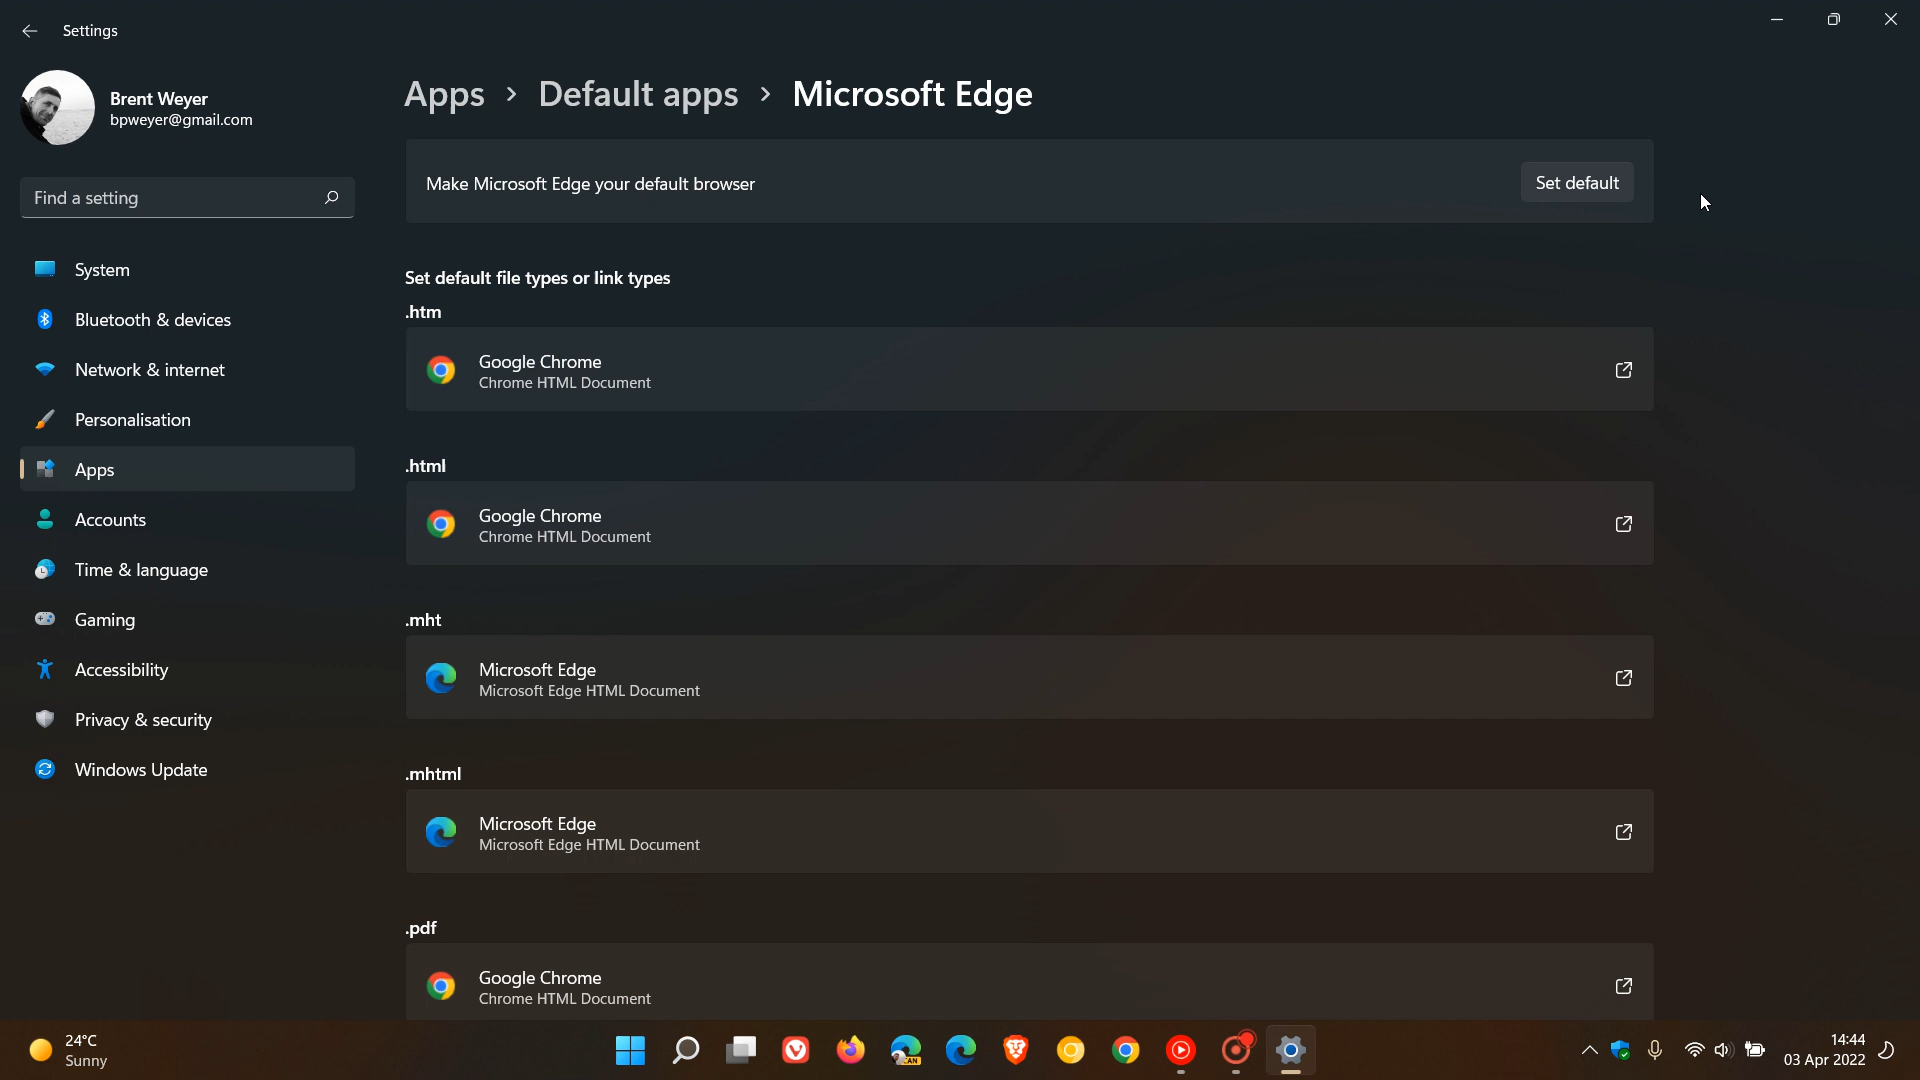 Settings
Brent Weyer
bpweyer@gmail.com
Find a setting
System
Bluetooth & devices
Network & internet
Personalisation
Apps
Accounts
Time & language
Gaming
Accessibility
Privacy & security
Windows Update
Apps > Default apps > Microsoft Edge
Make Microsoft Edge your default browser
Set default
Set default file types or link types
.htm
Google Chrome
Chrome HTML Document
.html
Google Chrome
Chrome HTML Document
.mht
Microsoft Edge
Microsoft Edge HTML Document
.mhtml
Microsoft Edge
Microsoft Edge HTML Document
.pdf
Google Chrome
Chrome HTML Document
24°C
Sunny
CAN
14:44
03 Apr 2022